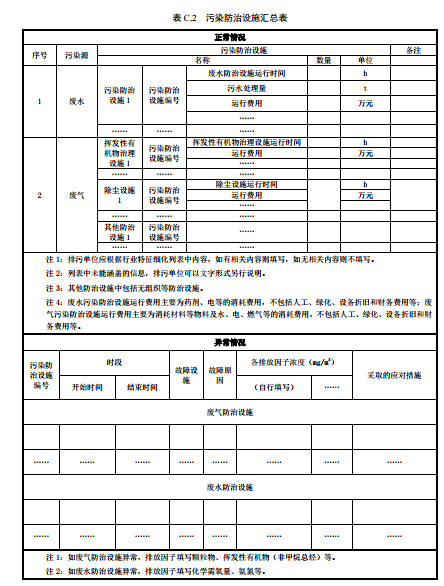 表 C.2 污染防治设施汇总表
正常情况
序号 污染源 污染防治设施 备注
名称 数量 单位
1 废水 污染防治设施 1 污染防治设施编号 废水防治设施运行时间 h
污水处理量 t
运行费用 万元
……
…… …… ……
2 废气 挥发性有机物治理设施 1 污染防治设施编号 挥发性有机物治理设施运行时间 h
运行费用 万元
……
除尘设施 1 污染防治设施编号 除尘设施运行时间 h
运行费用 万元
……
…… …… ……
其他防治设施 1 污染防治设施编号 ……
…… …… ……
注 1：排污单位应根据行业特征细化列表中内容，如有相关内容则填写，如无相关内容则不填写。
注 2：列表中未能涵盖的信息，排污单位可以文字形式另行说明。
注 3：其他防治设施中包括无组织等防治设施。
注 4：废水污染防治设施运行费用主要为药剂、电等的消耗费用，不包括人工、绿化、设备折旧和财务费用等；废
气污染防治设施运行费用主要为消耗材料等物料及水、电、燃气等的消耗费用，不包括人工、绿化、设备折旧和财
务费用等。
异常情况
污染防治设施编号 时段 故障设施 故障原因 各排放因子浓度（mg/m³） 采取的应对措施
开始时间 结束时间 （自行填写） ……
废气防治设施
…… …… …… …… …… …… …… ……
废水防治设施
…… …… …… …… …… …… …… ……
注 1：如废气防治设施异常，排放因子填写颗粒物、挥发性有机物（非甲烷总烃）等。
注 2：如废水防治设施异常，排放因子填写化学需氧量、氨氮等。